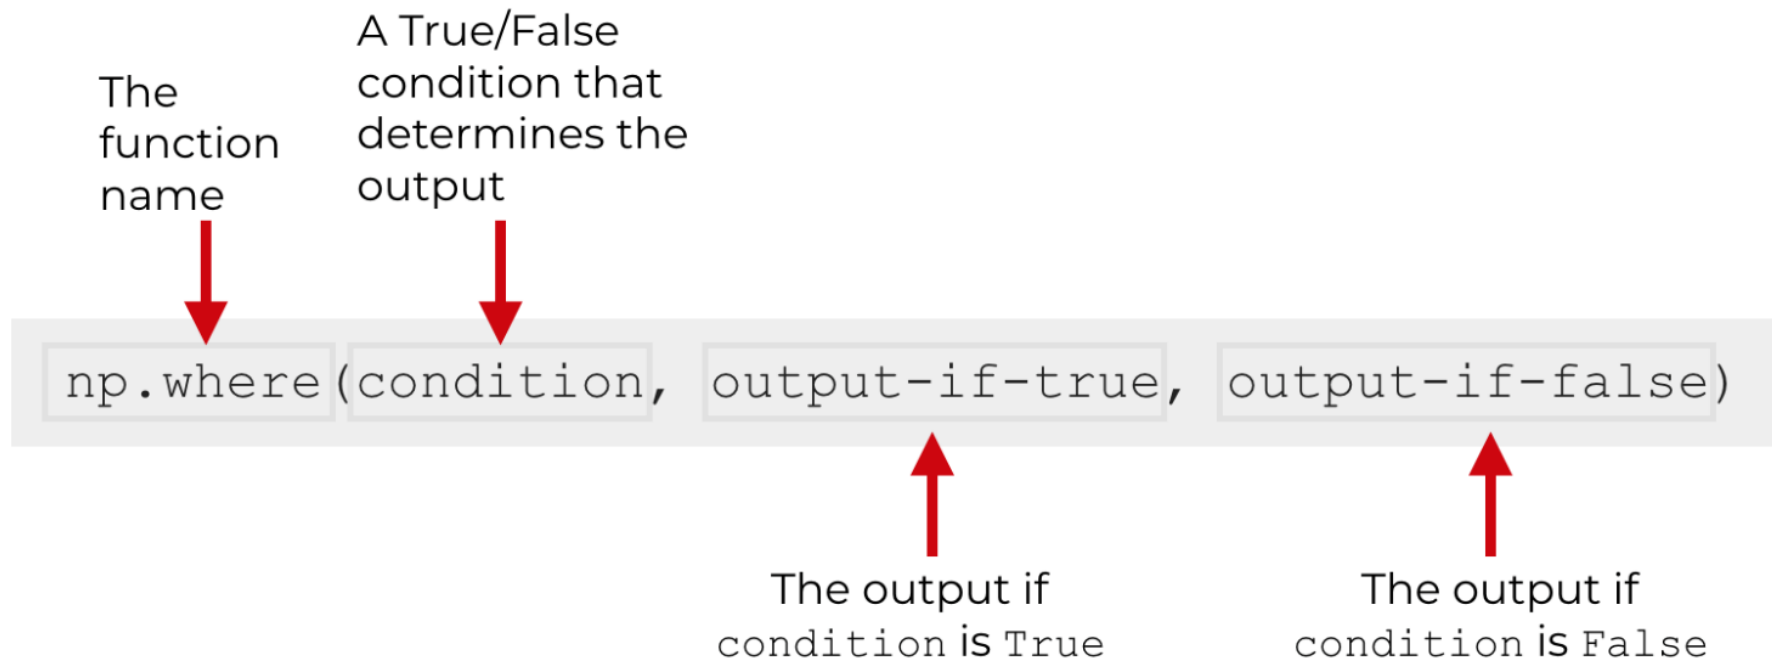 The
function
name
A True/False
condition that
determines the
output
np.where(condition, output-if-true, output-if-false)
The output if
condition is True
The output if
condition is False